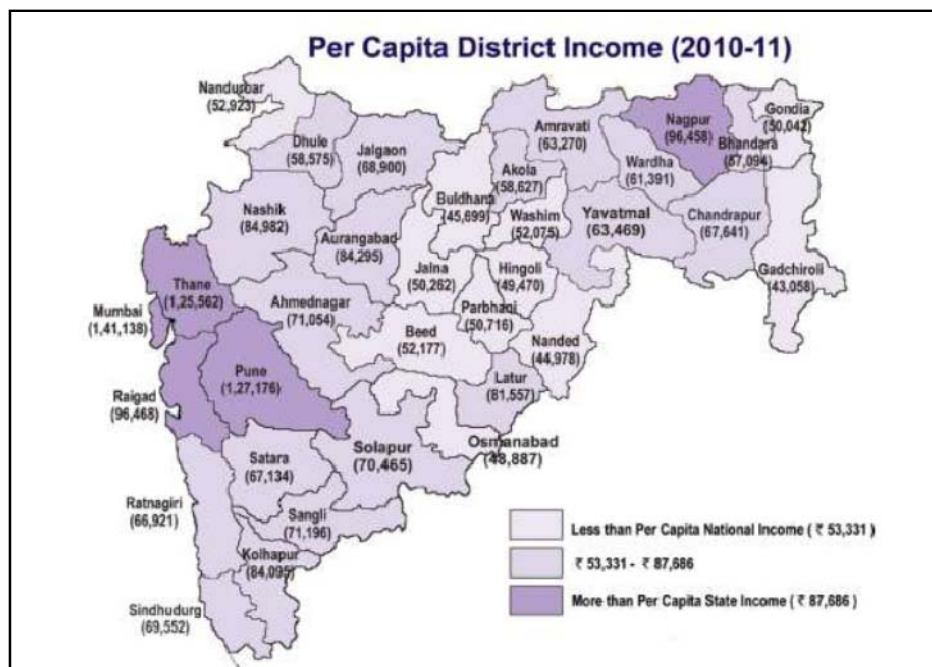 Per Capita District Income (2010-11)
Nandurbar
(52,923)
Dhule
(58,575)
Jalgaon
(68,900)
Amravati
(63,270)
Nagpur
(96,458)
Gondia
(50,042)
Bhandara
(57,094)
Wardha
(61,391)
Akola
(58,627)
Buldhana
(45,699)
Washim
(52,075)
Yavatmal
(63,469)
Chandrapur
(67,641)
Nashik
(84,982)
Aurangabad
(84,295)
Jalna
(50,262)
Hingoli
(49,470)
Gadchiroli
(43,058)
Thane
(1,25,562)
Mumbai
(1,41,138)
Ahmednagar
(71,054)
Parbhani
(50,716)
Beed
(52,177)
Nanded
(44,978)
Pune
(1,27,176)
Latur
(61,557)
Raigad
(96,468)
Osmanabad
(48,887)
Solapur
(70,465)
Satara
(67,134)
Ratnagiri
(66,921)
Sangli
(71,196)
Kolhapur
(84,095)
Sindhudurg
(69,552)
Less than Per Capita National Income ( ₹ 53,331 )
₹ 53,331 - ₹ 87,686
More than Per Capita State Income ( ₹ 87,686 )